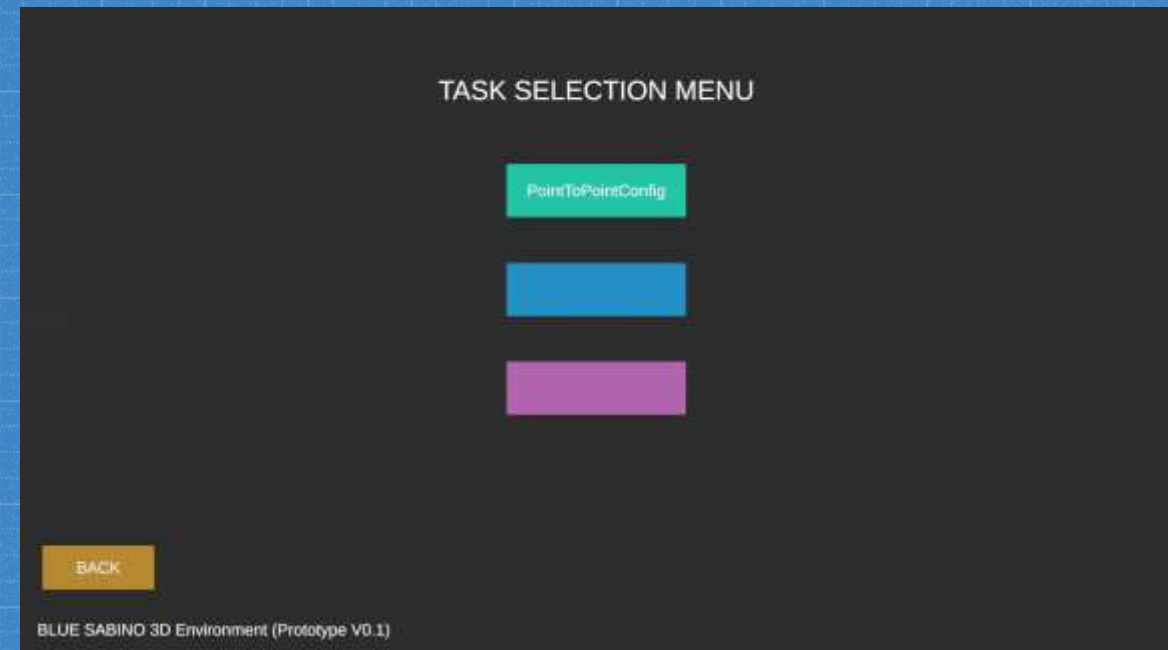 TASK SELECTION MENU
PointToPointConfig
BACK
BLUE SABINO 3D Environment (Prototype V0.1)